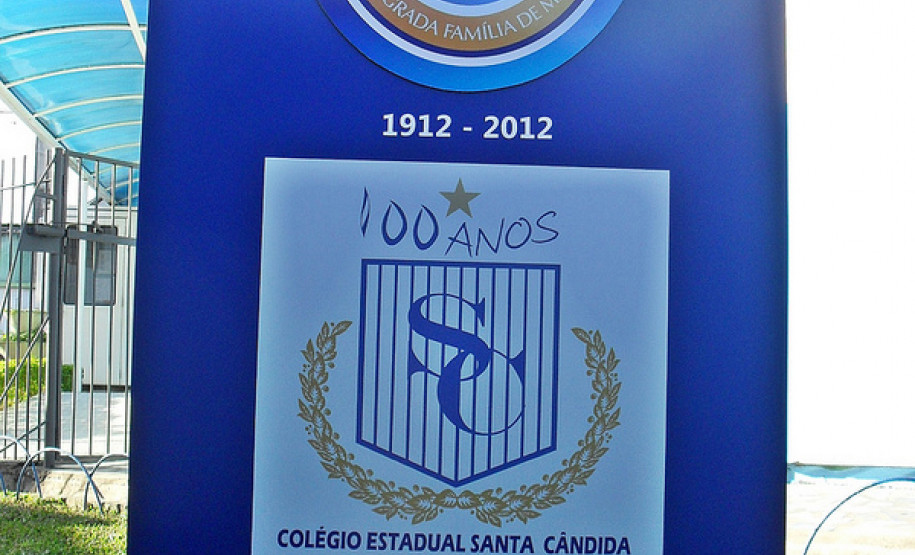 GRADA FAMÍLIA DE M
1912 - 2012
100 ANOS
SC
COLÉGIO ESTADUAL SANTA CÂNDIDA